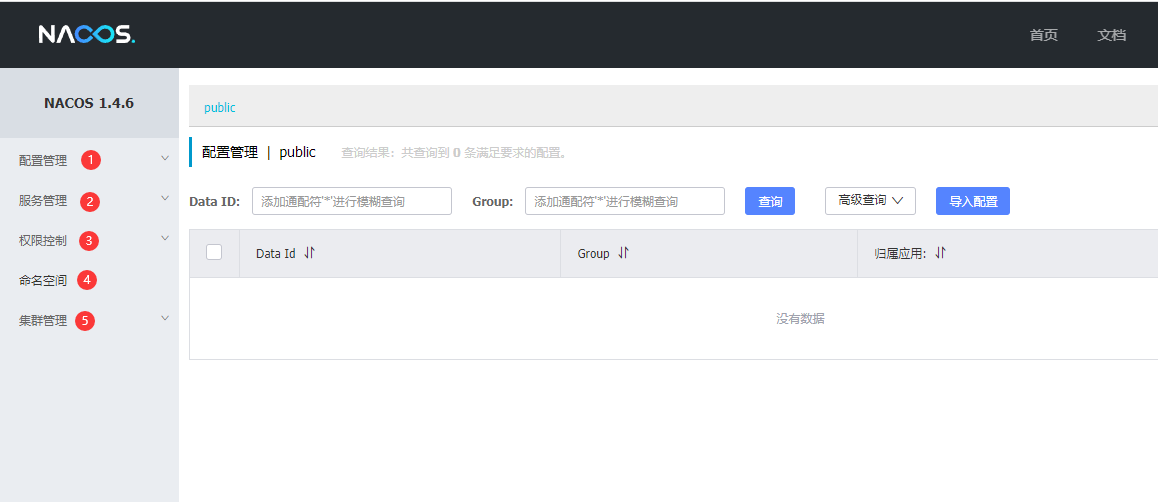 NACOS.
首页 文档
NACOS 1.4.6
public
配置管理 1
服务管理 2
权限控制 3
命名空间 4
集群管理 5
配置管理 | public 查询结果：共查询到 0 条满足要求的配置。
Data ID: 添加通配符'*'进行模糊查询 Group: 添加通配符'*'进行模糊查询 查询 高级查询 导入配置
Data Id Group 归属应用:
没有数据